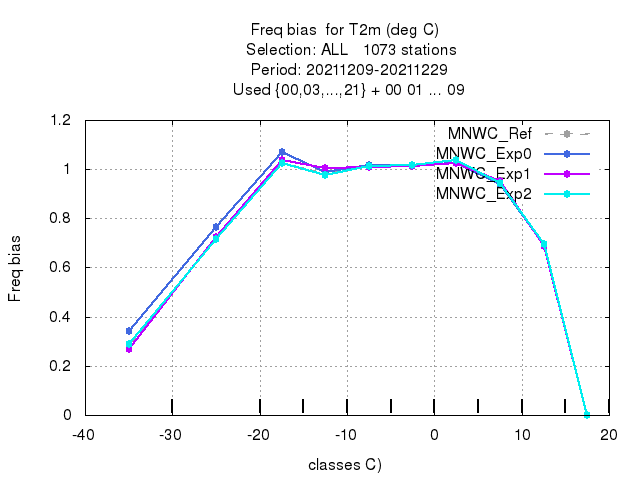 Freq bias  for T2m (deg C)
Selection: ALL   1073 stations
Period: 20211209-20211229
Used {00,03,...,21} + 00 01 ... 09
MNWC_Ref
MNWC_Exp0
MNWC_Exp1
MNWC_Exp2
1.2
1
0.8
0.6
0.4
0.2
0
Freq bias
-40
-30
-20
-10
0
10
20
classes C)